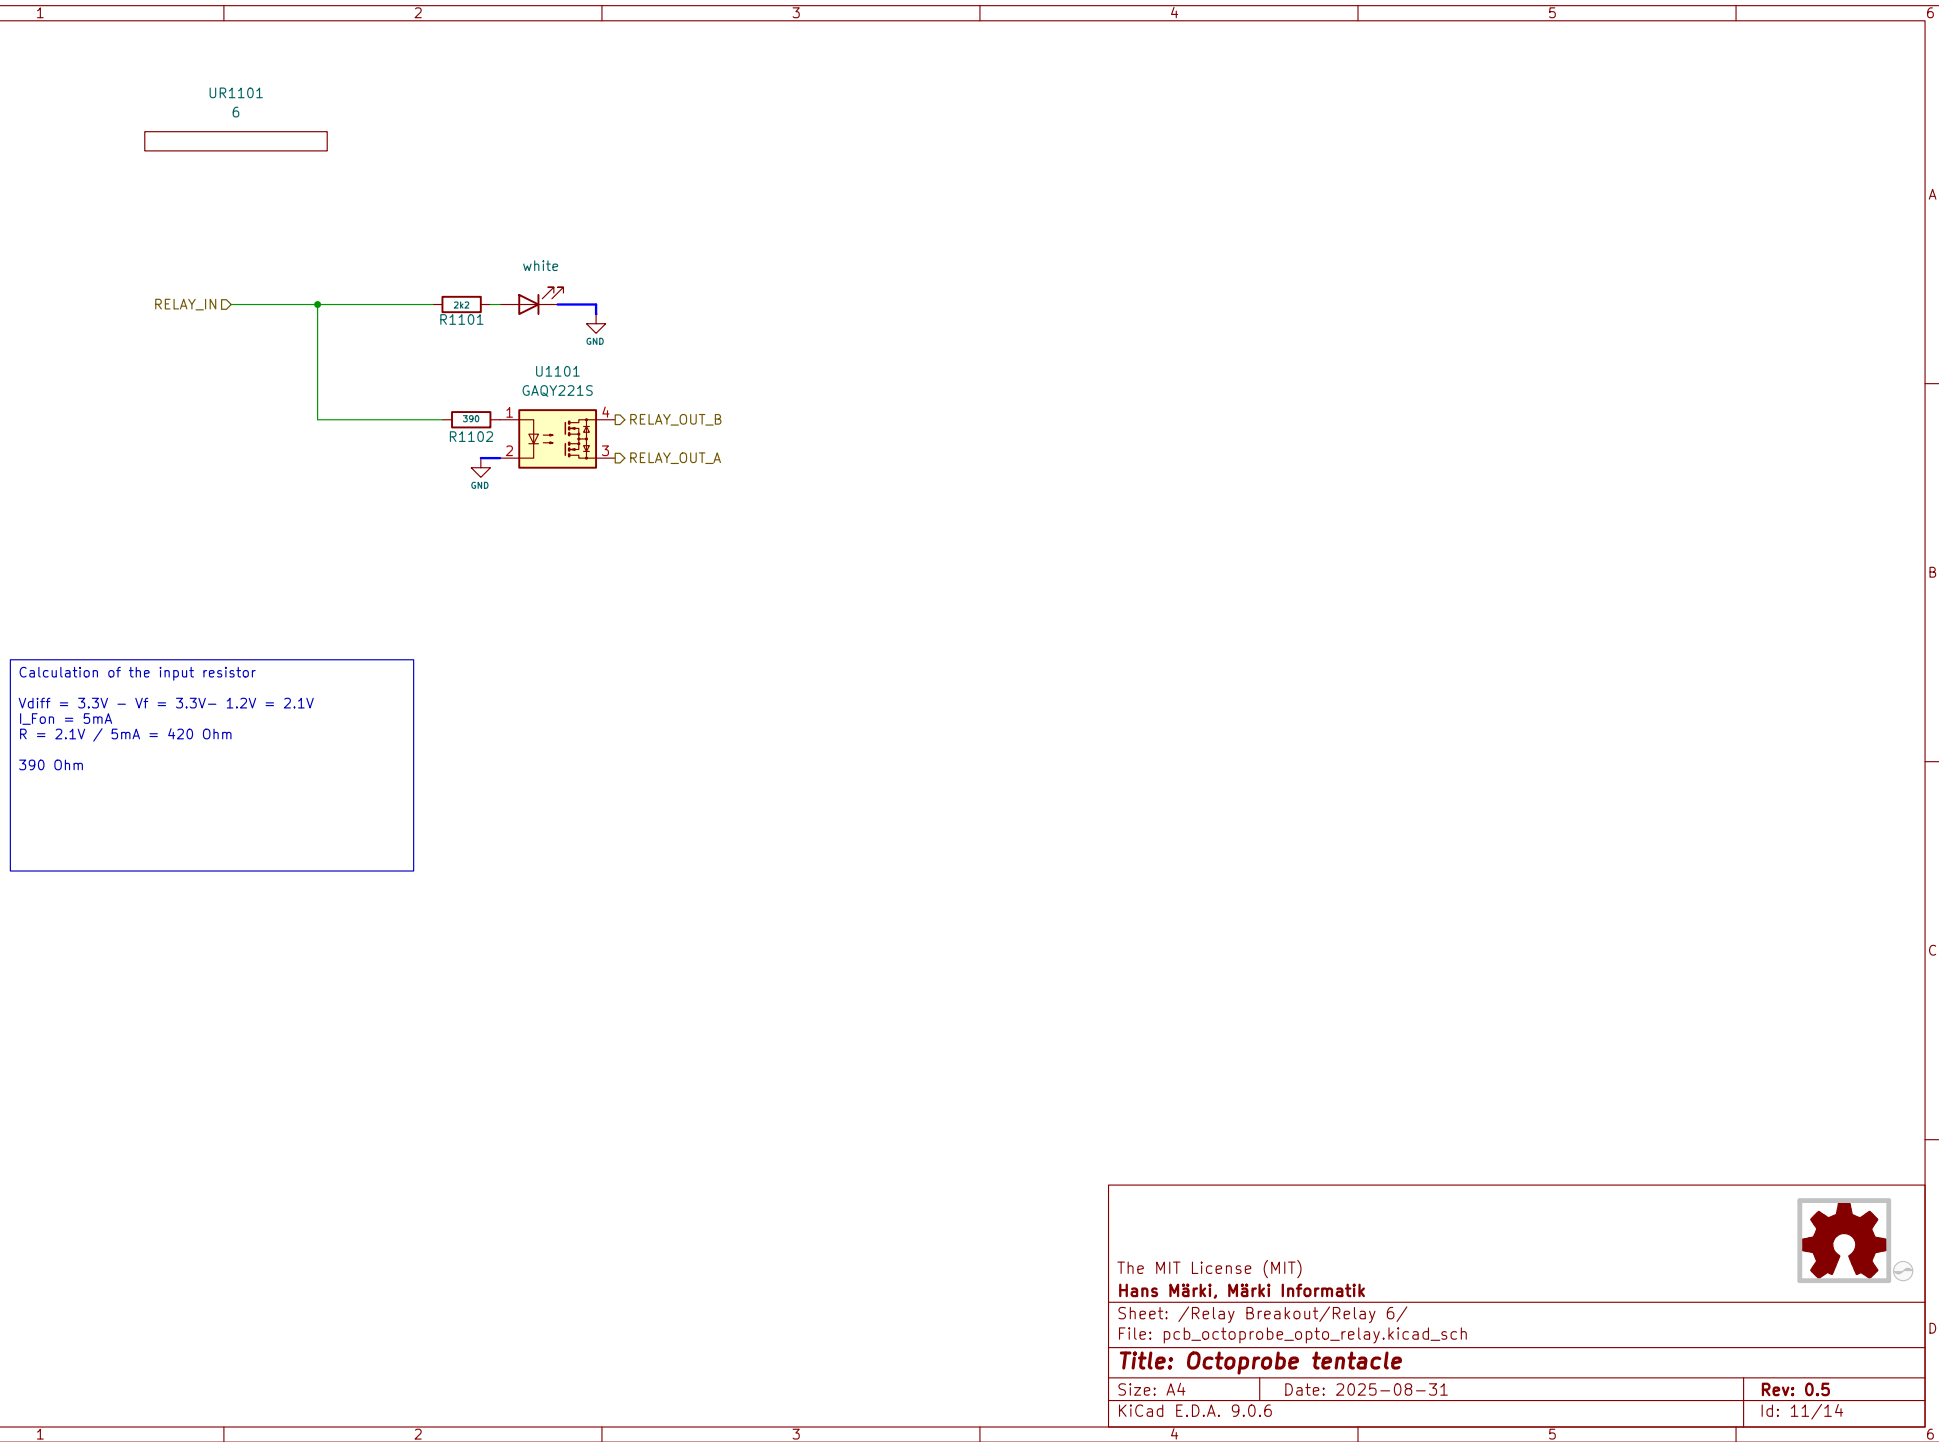 1 2 3 4 5 6
UR1101
6
A
white
RELAY_IN
2k2
R1101
GND
U1101
GAQY221S
390
R1102
1
4
RELAY_OUT_B
2
3
RELAY_OUT_A
GND
B
Calculation of the input resistor
Vdiff = 3.3V - Vf = 3.3V- 1.2V = 2.1V
I_Fon = 5mA
R = 2.1V / 5mA = 420 Ohm
390 Ohm
C
The MIT License (MIT)
Hans Märki, Märki Informatik
Sheet: /Relay Breakout/Relay 6/
File: pcb_octoprobe_opto_relay.kicad_sch
D
Title: Octoprobe tentacle
Size: A4
Date: 2025-08-31
Rev: 0.5
KiCad E.D.A. 9.0.6
Id: 11/14
1 2 3 4 5 6